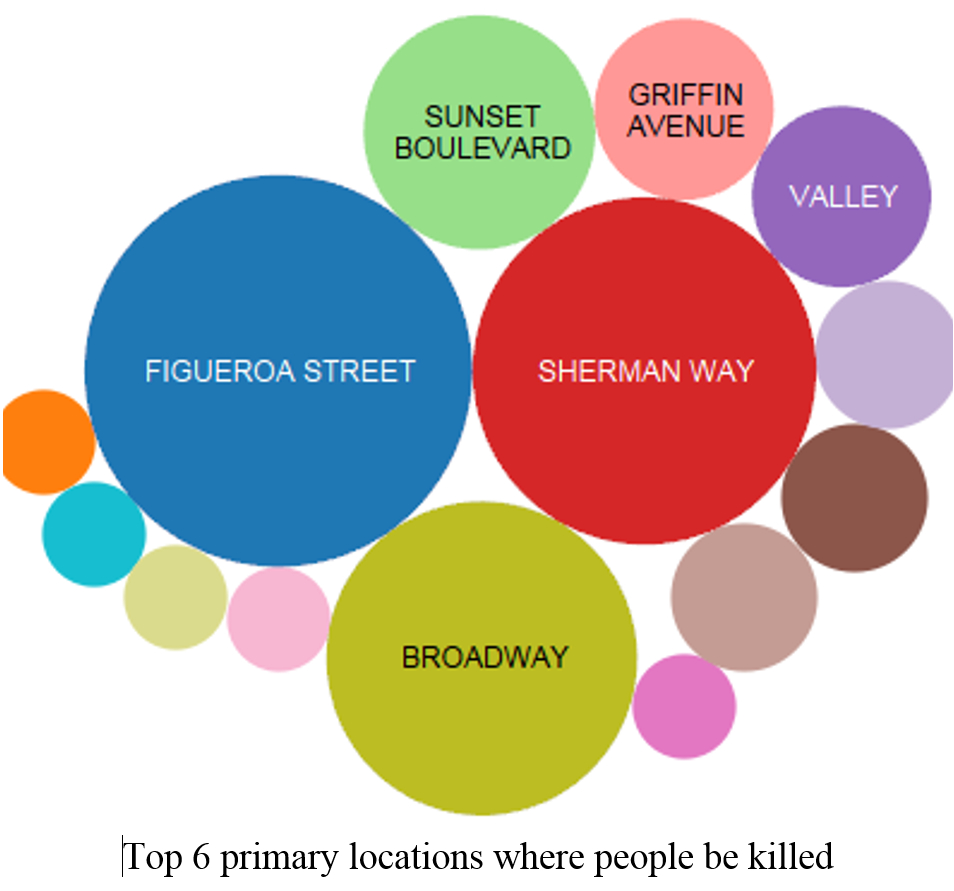 SUNSET
BOULEVARD
GRIFFIN
AVENUE
VALLEY
FIGUEROA STREET
SHERMAN WAY
BROADWAY
Top 6 primary locations where people be killed